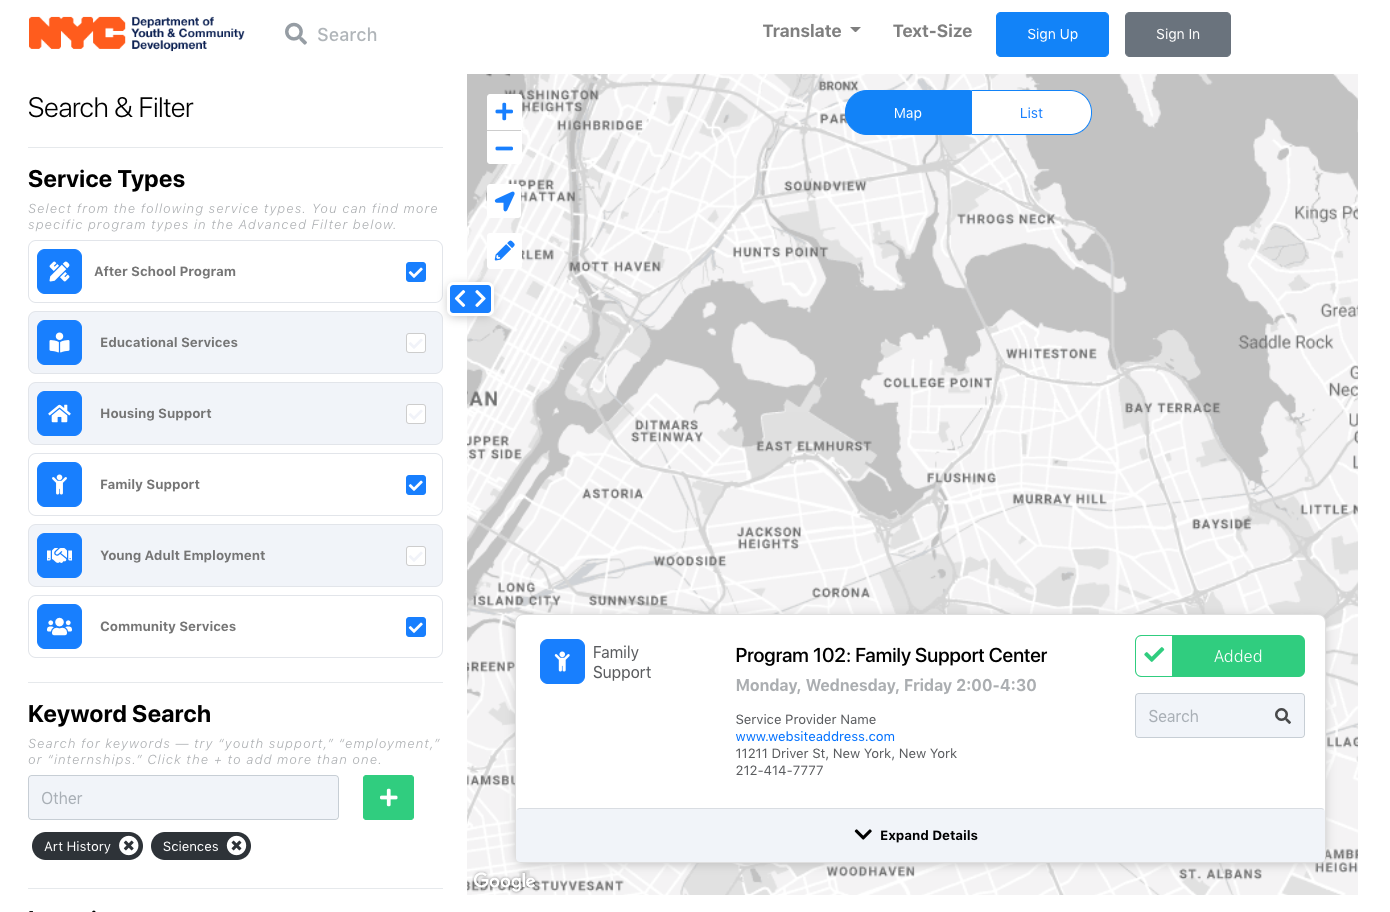 NYC
Department of
Youth & Community
Development
Search
Translate
Text-Size
Sign Up
Sign In
Search & Filter
Service Types
Select from the following service types. You can find more
specific program types in the Advanced Filter below.
After School Program
Educational Services
Housing Support
Family Support
Young Adult Employment
Community Services
Keyword Search
Search for keywords — try “youth support,” “employment,”
or “internships.” Click the + to add more than one.
Other
Art History
Sciences
Map
List
WASHINGTON
HEIGHTS
HIGHBRIDGE
BRONX
PAR
SOUNDVIEW
UPPER
HATTAN
THROGS NECK
Kings Po
HUNTS POINT
RLEM
MOTT HAVEN
Great
Saddle Rock
WHITESTONE
G
Nec
COLLEGE POINT
AN
BAY TERRACE
U
DITMARS
STEINWAY
UPPER
ST SIDE
EAST ELMHURST
FLUSHING
ASTORIA
MURRAY HILL
LITTLE N
BAYSIDE
JACKSON
HEIGHTS
WOODSIDE
LONG
ISLAND CITY
SUNNYSIDE
CORONA
GREENP
LLAG
AMSBU
Family
Support
Program 102: Family Support Center
Monday, Wednesday, Friday 2:00-4:30
Service Provider Name
www.websiteaddress.com
11211 Driver St, New York, New York
212-414-7777
Added
Search
Expand Details
AMBR
HEIGH
WOODHAVEN
ST. ALBANS
Google
STUYVESANT